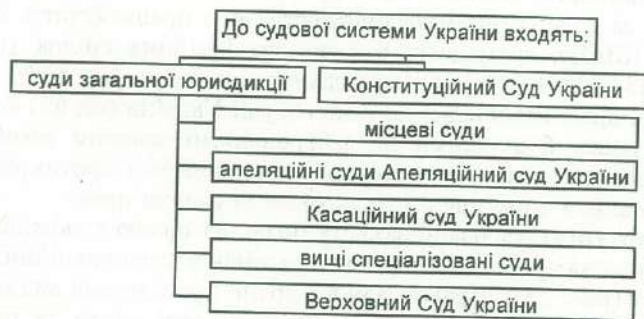 До судової системи України входять:
суди загальної юрисдикції
Конституційний Суд України
місцеві суди
апеляційні суди Апеляційний суд України
Касаційний суд України
вищі спеціалізовані суди
Верховний Суд України